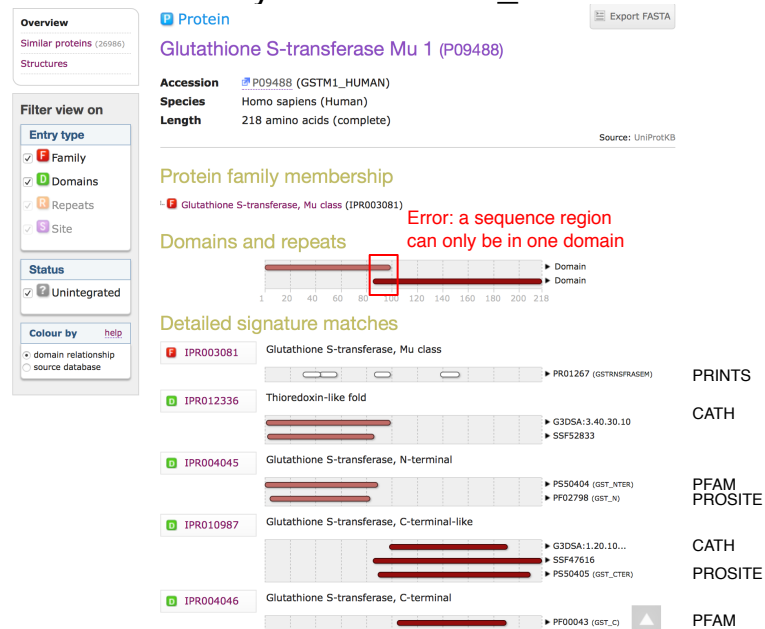 Overview
Similar proteins (26986)
Structures
Filter view on
Entry type
F Family
D Domains
R Repeats
S Site
Status
? Unintegrated
Colour by help
domain relationship
source database
P Protein
Export FASTA
Glutathione S-transferase Mu 1 (P09488)
Accession P09488 (GSTM1_HUMAN)
Species Homo sapiens (Human)
Length 218 amino acids (complete)
Source: UniProtKB
Protein family membership
F Glutathione S-transferase, Mu class (IPR003081)
Error: a sequence region
can only be in one domain
Domains and repeats
Domain
Domain
1 20 40 60 80 100 120 140 160 180 200 218
Detailed signature matches
F IPR003081 Glutathione S-transferase, Mu class
PR01267 (GSTRNSFRASEM) PRINTS
D IPR012336 Thioredoxin-like fold
G3DSA:3.40.30.10 CATH
SSF52833
D IPR004045 Glutathione S-transferase, N-terminal
PS50404 (GST_NTER) PFAM
PF02798 (GST_N) PROSITE
D IPR010987 Glutathione S-transferase, C-terminal-like
G3DSA:1.20.10... CATH
SSF47616
PS50405 (GST_CTER) PROSITE
D IPR004046 Glutathione S-transferase, C-terminal
PF00043 (GST_C) PFAM